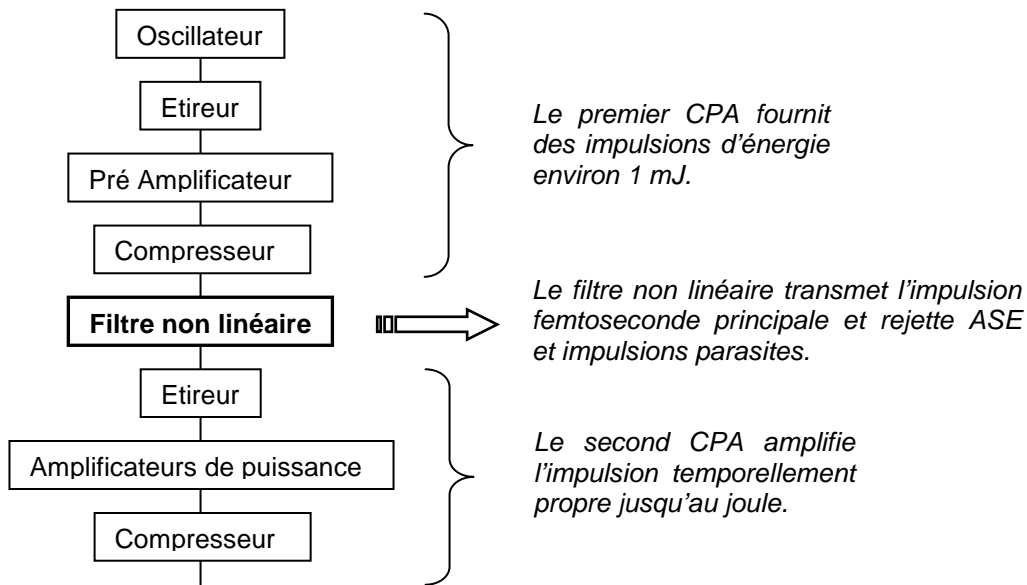 Oscillateur
Etireur
Pré Amplificateur
Compresseur
Le premier CPA fournit
des impulsions d’énergie
environ 1 mJ.
Filtre non linéaire
Le filtre non linéaire transmet l’impulsion
femtoseconde principale et rejette ASE
et impulsions parasites.
Etireur
Amplificateurs de puissance
Compresseur
Le second CPA amplifie
l’impulsion temporellement
propre jusqu’au joule.